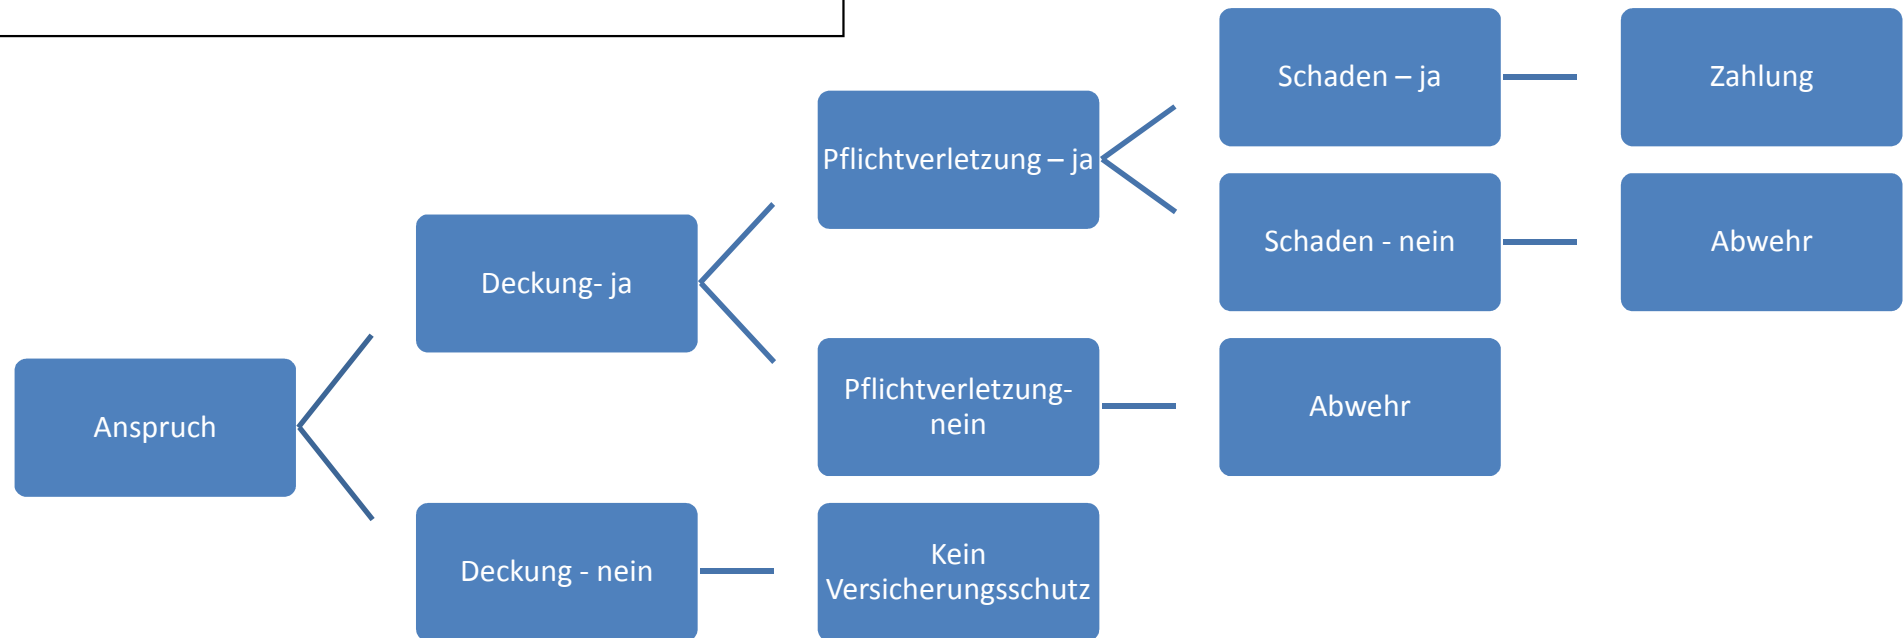 Schaden – ja
Zahlung
Pflichtverletzung – ja
Schaden - nein
Abwehr
Deckung- ja
Pflichtverletzung-
nein
Abwehr
Anspruch
Deckung - nein
Kein
Versicherungsschutz